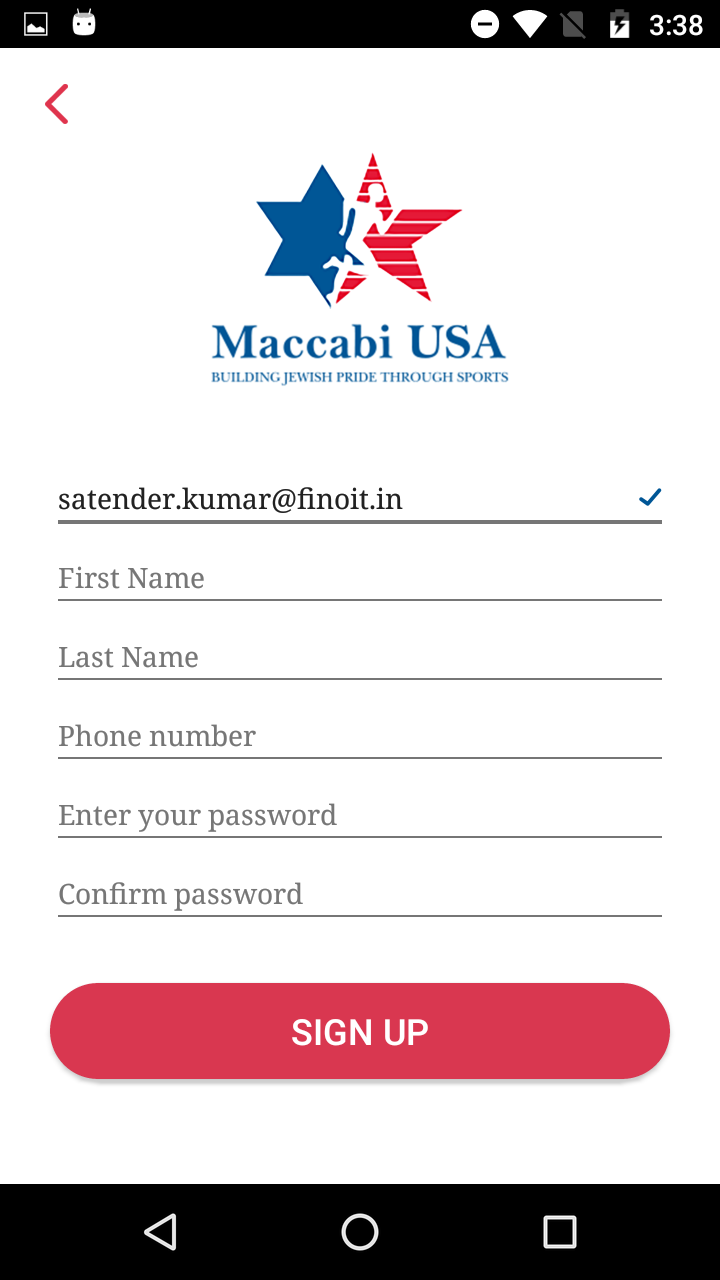 3:38
Maccabi USA
BUILDING JEWISH PRIDE THROUGH SPORTS
satender.kumar@finoit.in
First Name
Last Name
Phone number
Enter your password
Confirm password
SIGN UP